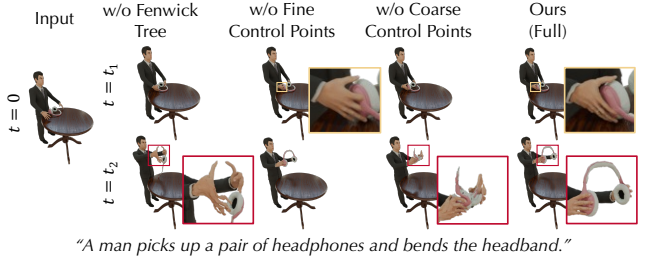 Input
w/o Fenwick
Tree
w/o Fine
Control Points
w/o Coarse
Control Points
Ours
(Full)
t = 0
t = t₁
t = t₂
“A man picks up a pair of headphones and bends the headband.”